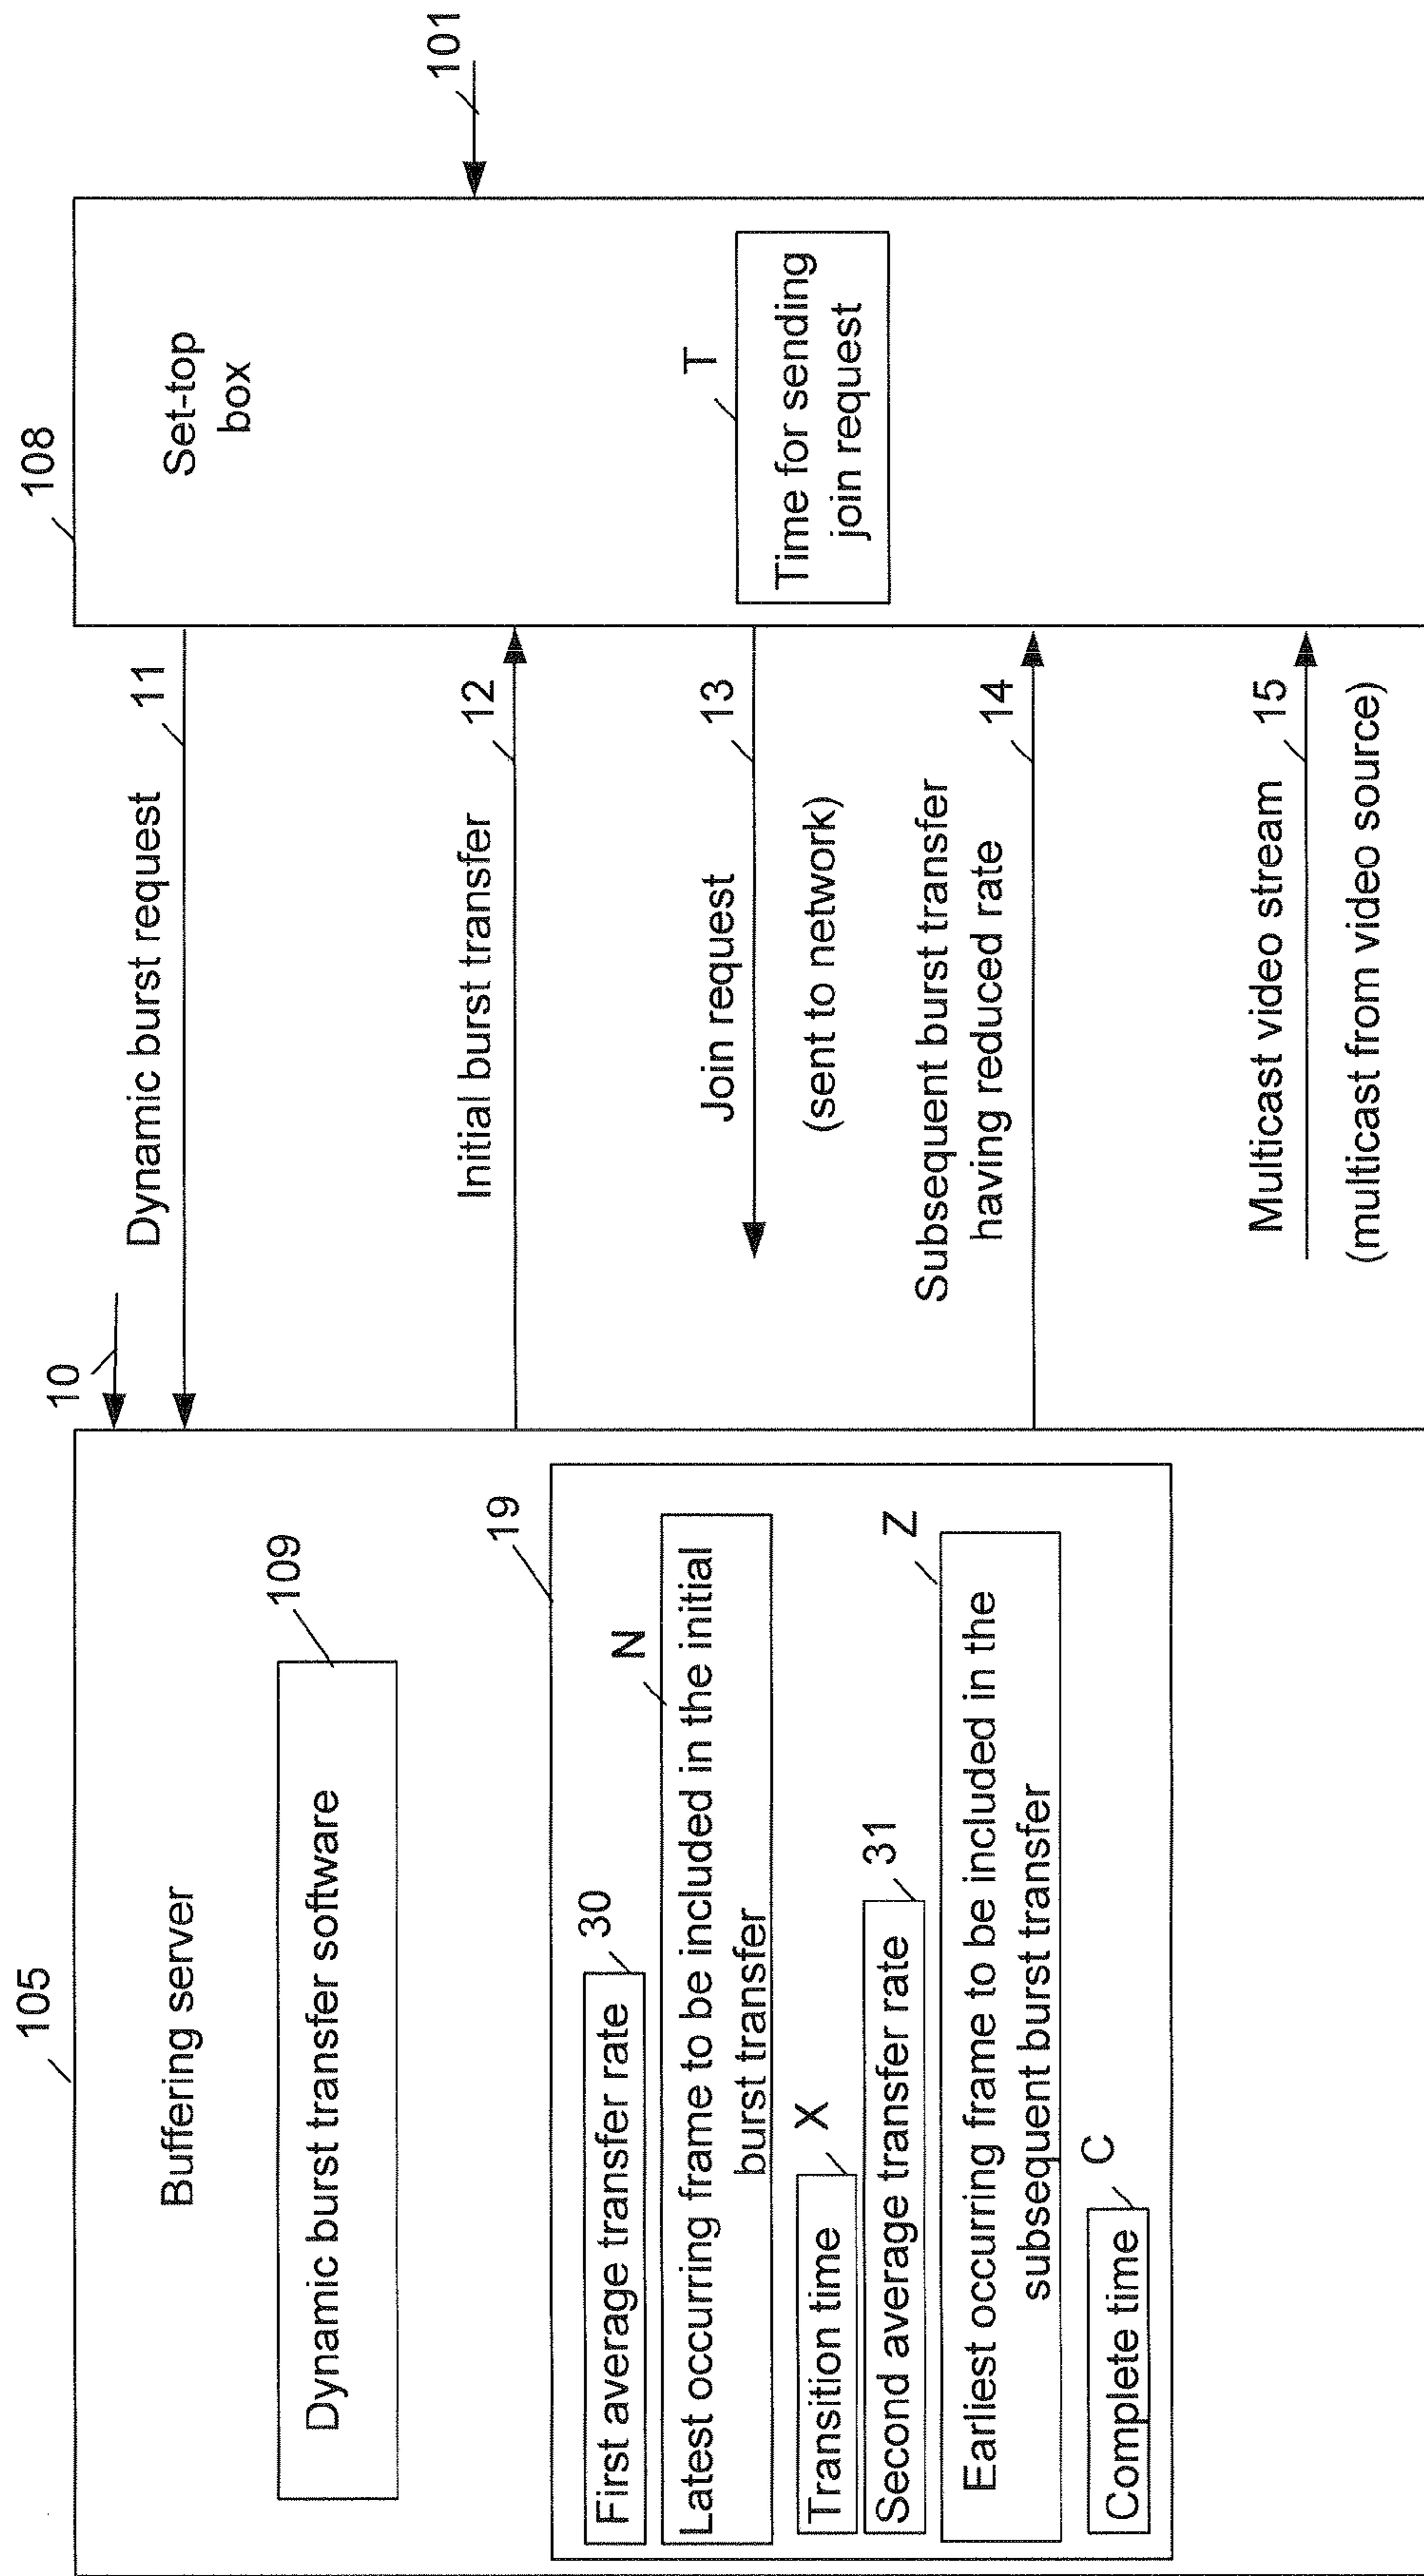 105
Buffering server
109
Dynamic burst transfer software
19
First average transfer rate
30
N
Latest occurring frame to be included in the initial
burst transfer
Transition time
X
Second average transfer rate
31
Z
Earliest occurring frame to be included in the
subsequent burst transfer
Complete time
C
10
Dynamic burst request
11
Initial burst transfer
12
Join request
13
(sent to network)
Subsequent burst transfer
having reduced rate
14
Multicast video stream
15
(multicast from video source)
108
Set-top
box
T
Time for sending
join request
101